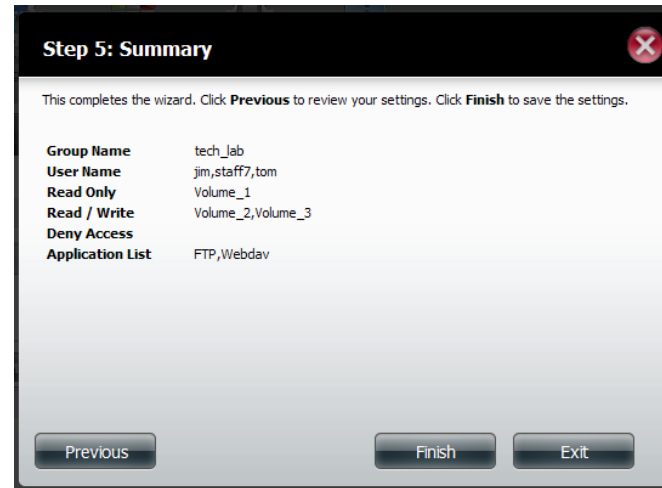 Step 5: Summary
This completes the wizard. Click Previous to review your settings. Click Finish to save the settings.
Group Name tech_lab
User Name jim,staff7,tom
Read Only Volume_1
Read / Write Volume_2,Volume_3
Deny Access
Application List FTP,Webdav
Previous Finish Exit